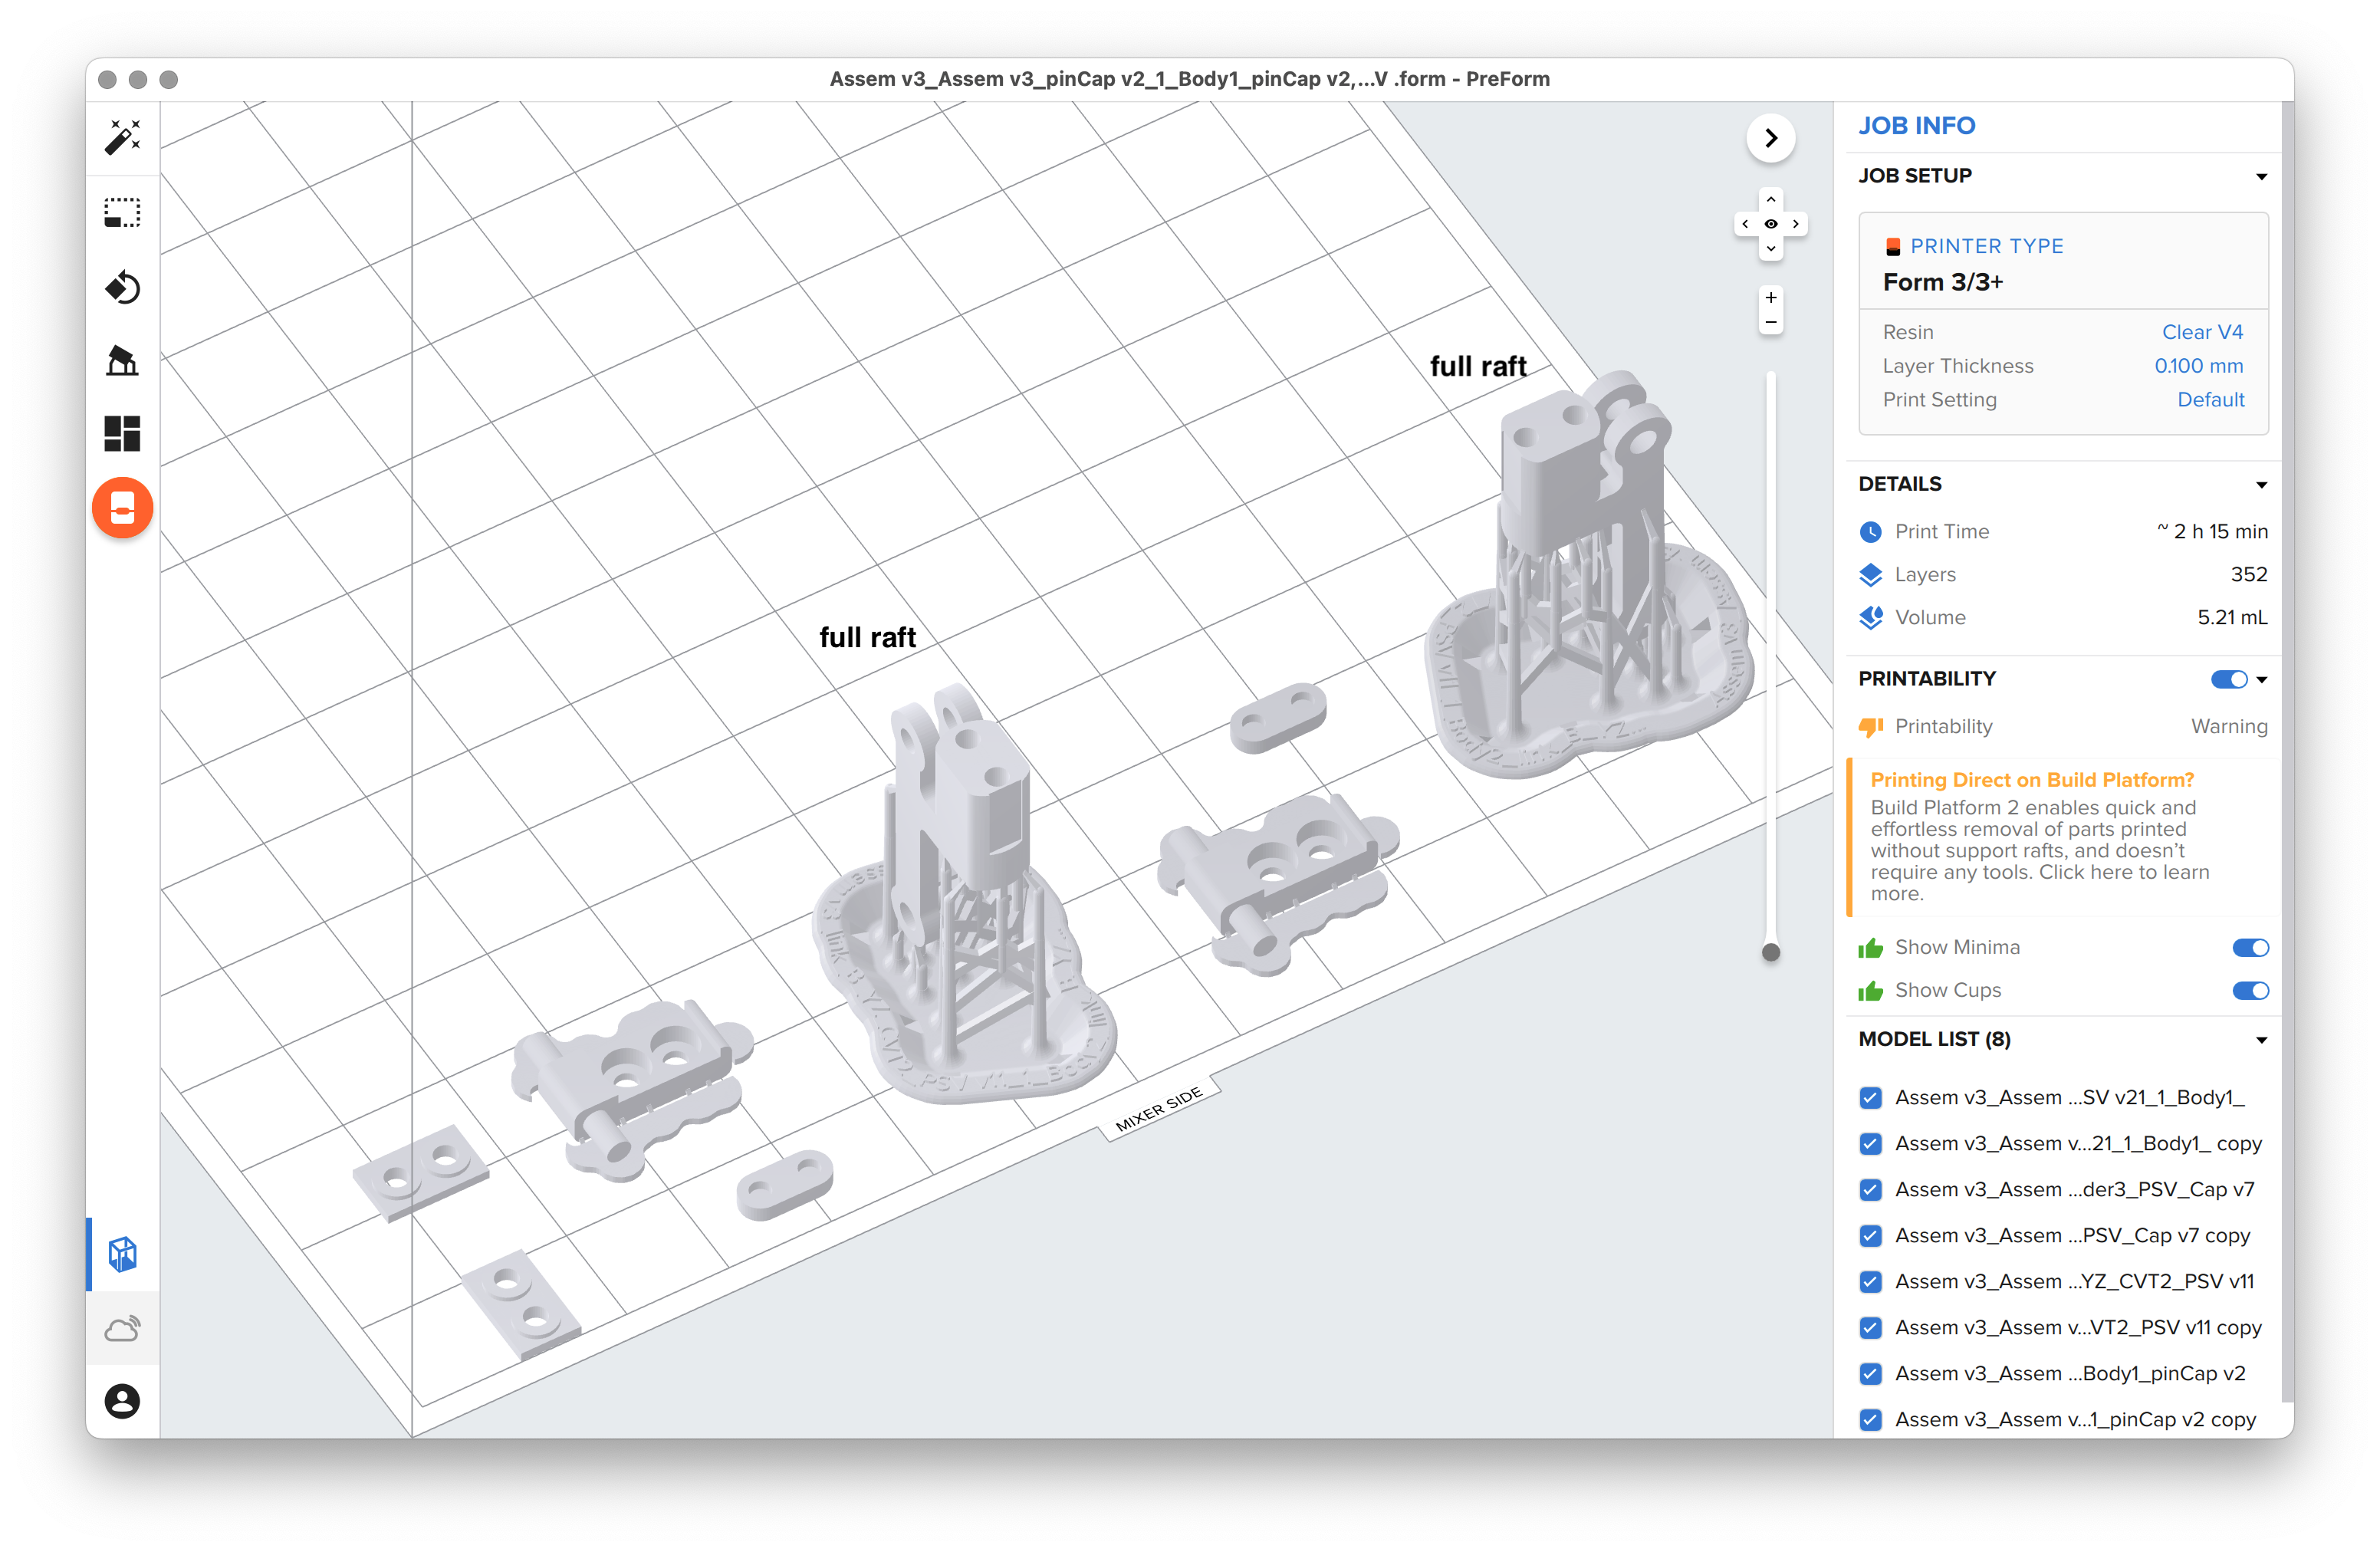 Assem v3_Assem v3_pinCap v2_1_Body1_pinCap v2,...V .form - PreForm
full raft
full raft
MIXER SIDE
JOB INFO
JOB SETUP
PRINTER TYPE
Form 3/3+
Resin Clear V4
Layer Thickness 0.100 mm
Print Setting Default
DETAILS
Print Time ~ 2 h 15 min
Layers 352
Volume 5.21 mL
PRINTABILITY
Printability Warning
Printing Direct on Build Platform?
Build Platform 2 enables quick and
effortless removal of parts printed
without support rafts, and doesn't
require any tools. Click here to learn
more.
Show Minima
Show Cups
MODEL LIST (8)
Assem v3_Assem ...SV v21_1_Body1_
Assem v3_Assem v...21_1_Body1_ copy
Assem v3_Assem ...der3_PSV_Cap v7
Assem v3_Assem ...PSV_Cap v7 copy
Assem v3_Assem ...YZ_CVT2_PSV v11
Assem v3_Assem v...VT2_PSV v11 copy
Assem v3_Assem ...Body1_pinCap v2
Assem v3_Assem v...1_pinCap v2 copy